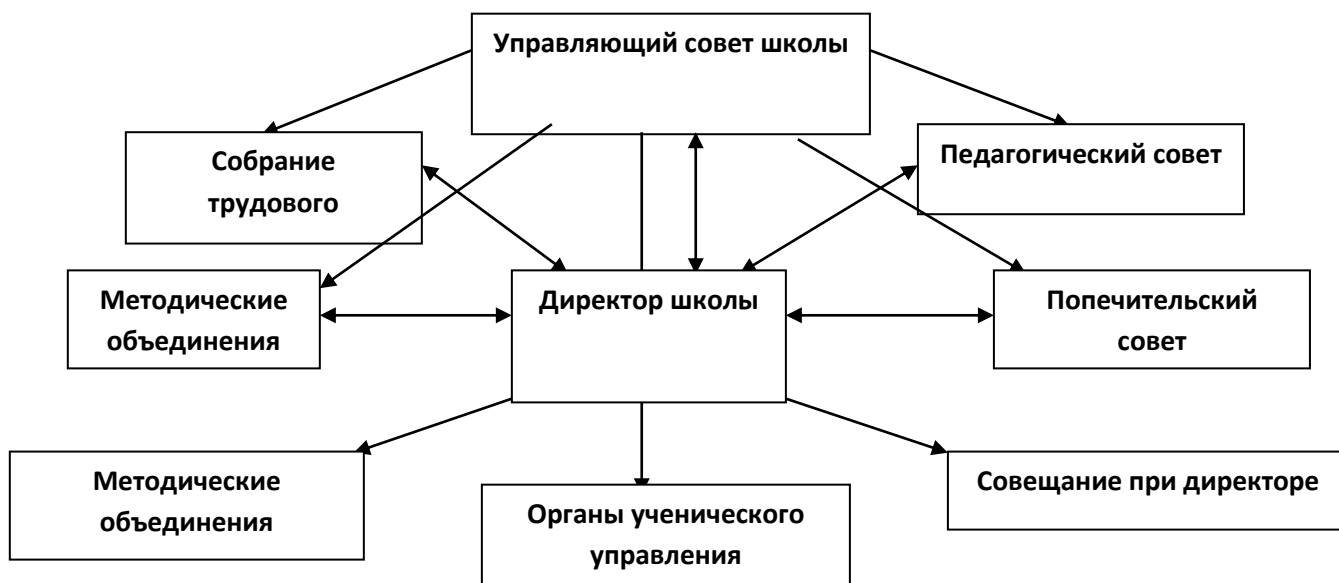 Управляющий совет школы
Собрание
трудового
Педагогический совет
Методические
объединения
Директор школы
Попечительский
совет
Методические
объединения
Органы ученического
управления
Совещание при директоре